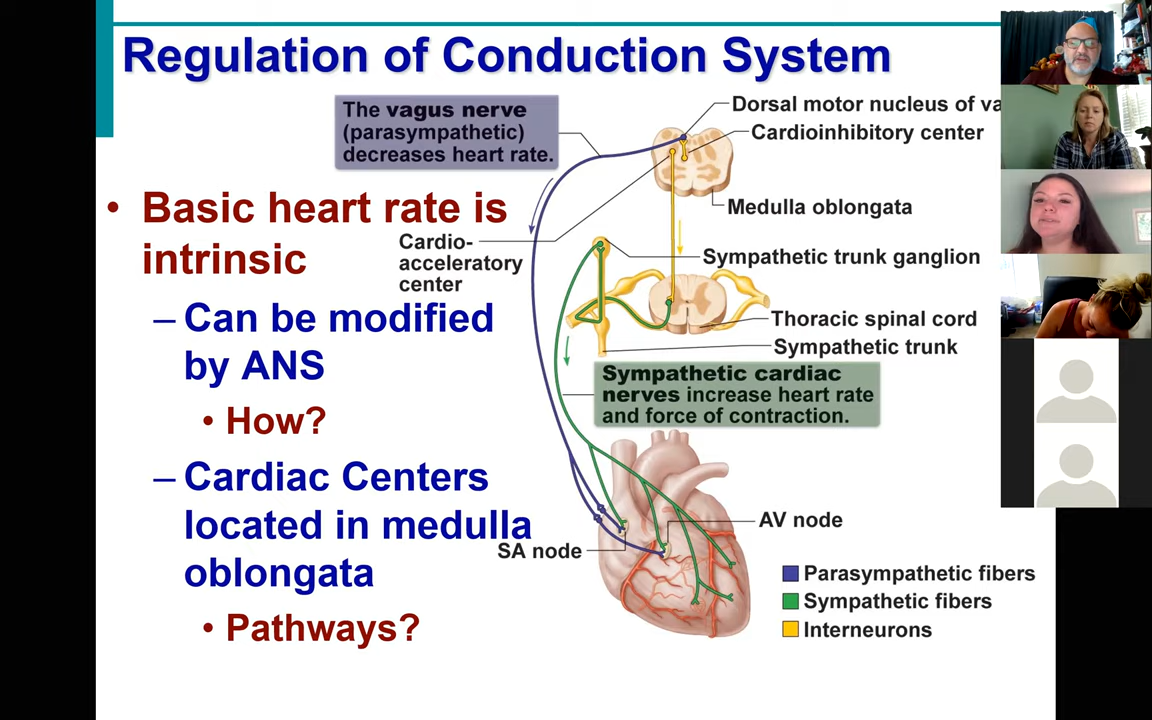 Regulation of Conduction System
The vagus nerve
(parasympathetic)
decreases heart rate.
Dorsal motor nucleus of va
Cardioinhibitory center
Medulla oblongata
• Basic heart rate is
intrinsic
Cardio-
acceleratory
center
Sympathetic trunk ganglion
– Can be modified
by ANS
Thoracic spinal cord
Sympathetic trunk
Sympathetic cardiac
nerves increase heart rate
and force of contraction.
• How?
– Cardiac Centers
located in medulla
oblongata
SA node
AV node
• Pathways?
Parasympathetic fibers
Sympathetic fibers
Interneurons